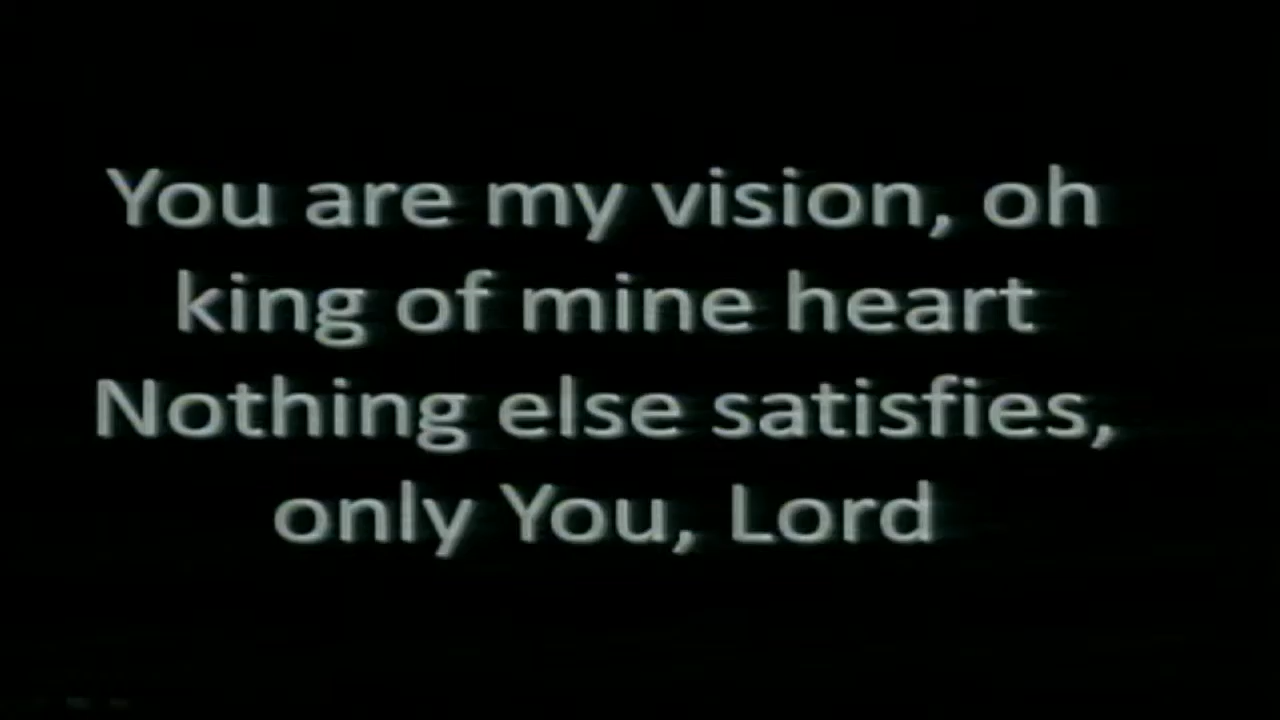 You are my vision, oh
king of mine heart
Nothing else satisfies,
only You, Lord